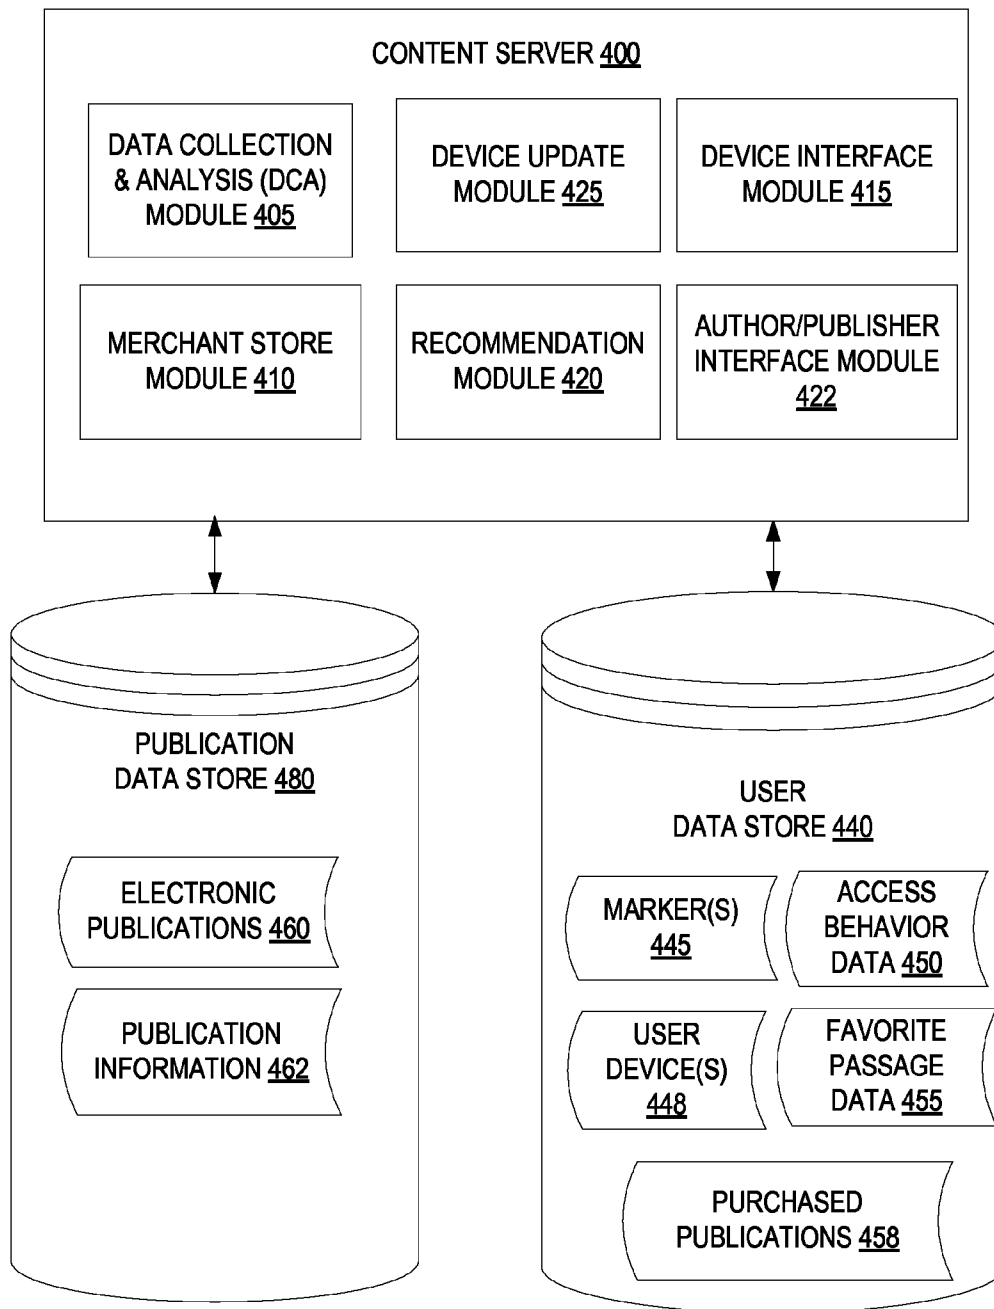 CONTENT SERVER 400
DATA COLLECTION
& ANALYSIS (DCA)
MODULE 405
DEVICE UPDATE
MODULE 425
DEVICE INTERFACE
MODULE 415
MERCHANT STORE
MODULE 410
RECOMMENDATION
MODULE 420
AUTHOR/PUBLISHER
INTERFACE MODULE
422
PUBLICATION
DATA STORE 480
ELECTRONIC
PUBLICATIONS 460
PUBLICATION
INFORMATION 462
USER
DATA STORE 440
MARKER(S)
445
ACCESS
BEHAVIOR
DATA 450
USER
DEVICE(S)
448
FAVORITE
PASSAGE
DATA 455
PURCHASED
PUBLICATIONS 458